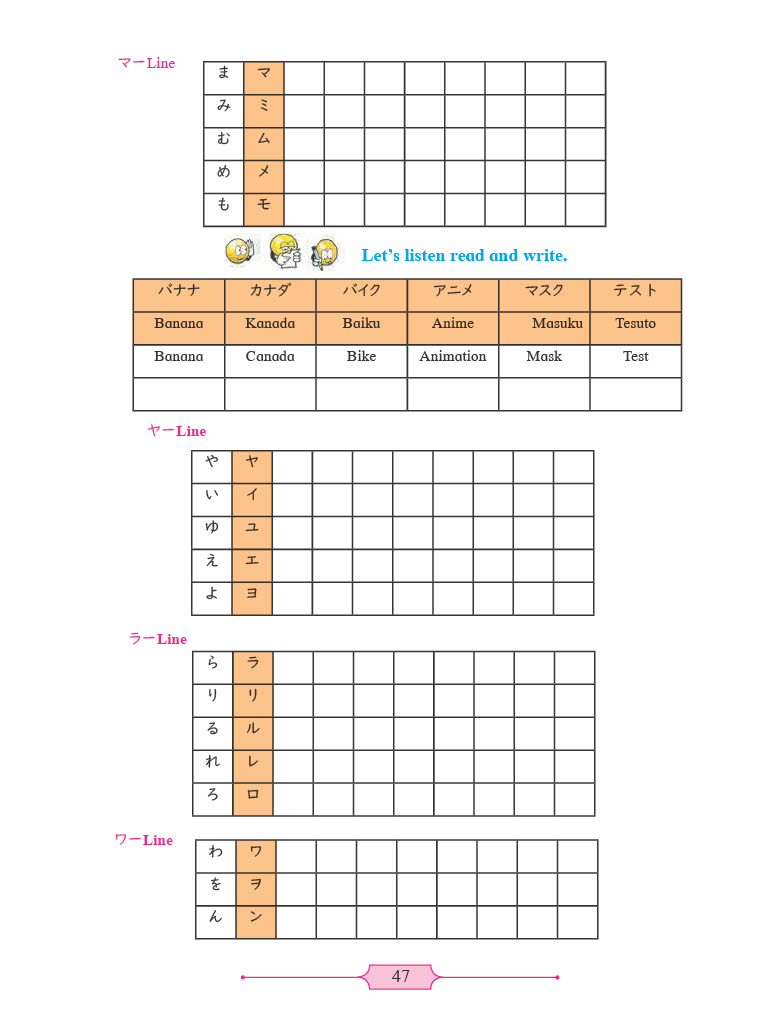 マーLine
ま マ
み ミ
む ム
め メ
も モ
Let's listen read and write.
バナナ カナダ バイク アニメ マスク テスト
Banana Kanada Baiku Anime Masuku Tesuto
Banana Canada Bike Animation Mask Test
ヤーLine
や ヤ
い イ
ゆ ユ
え エ
よ ヨ
ラーLine
ら ラ
り リ
る ル
れ レ
ろ ロ
ワーLine
わ ワ
を ヲ
ん ン
47